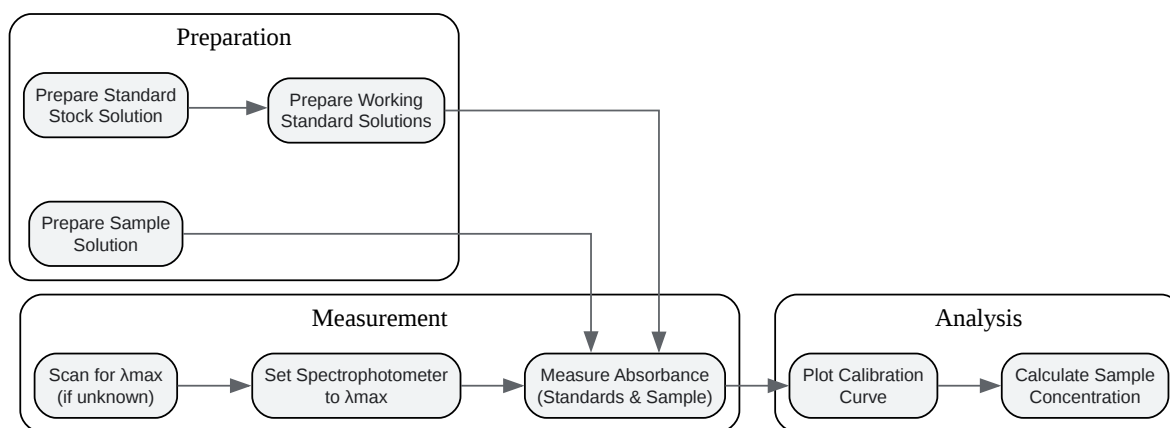 Preparation
Prepare Standard
Stock Solution
Prepare Working
Standard Solutions
Prepare Sample
Solution
Measurement
Scan for λmax
(if unknown)
Set Spectrophotometer
to λmax
Measure Absorbance
(Standards & Sample)
Analysis
Plot Calibration
Curve
Calculate Sample
Concentration